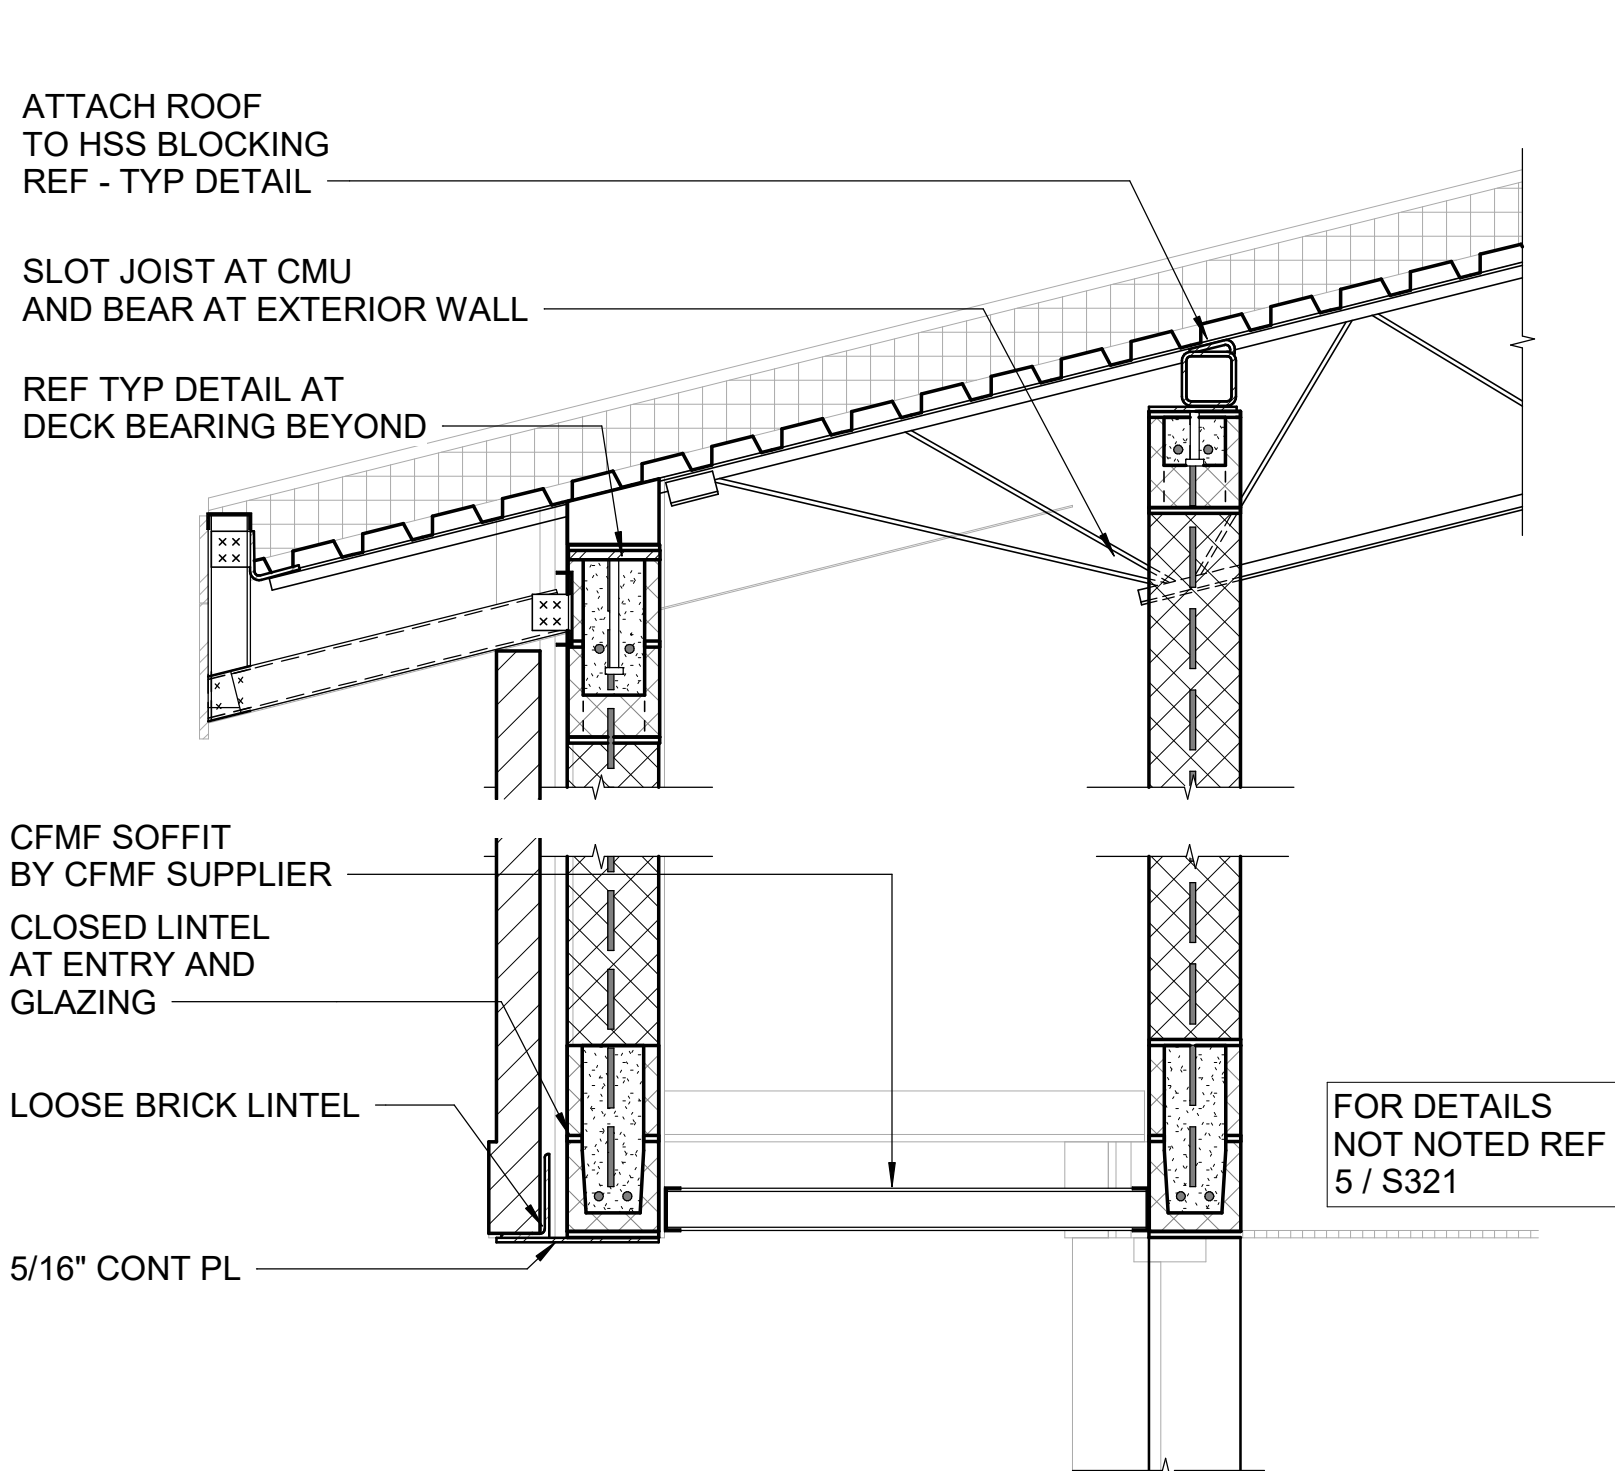 ATTACH ROOF
TO HSS BLOCKING
REF - TYP DETAIL
SLOT JOIST AT CMU
AND BEAR AT EXTERIOR WALL
REF TYP DETAIL AT
DECK BEARING BEYOND
CFMF SOFFIT
BY CFMF SUPPLIER
CLOSED LINTEL
AT ENTRY AND
GLAZING
LOOSE BRICK LINTEL
5/16" CONT PL
FOR DETAILS
NOT NOTED REF
5 / S321